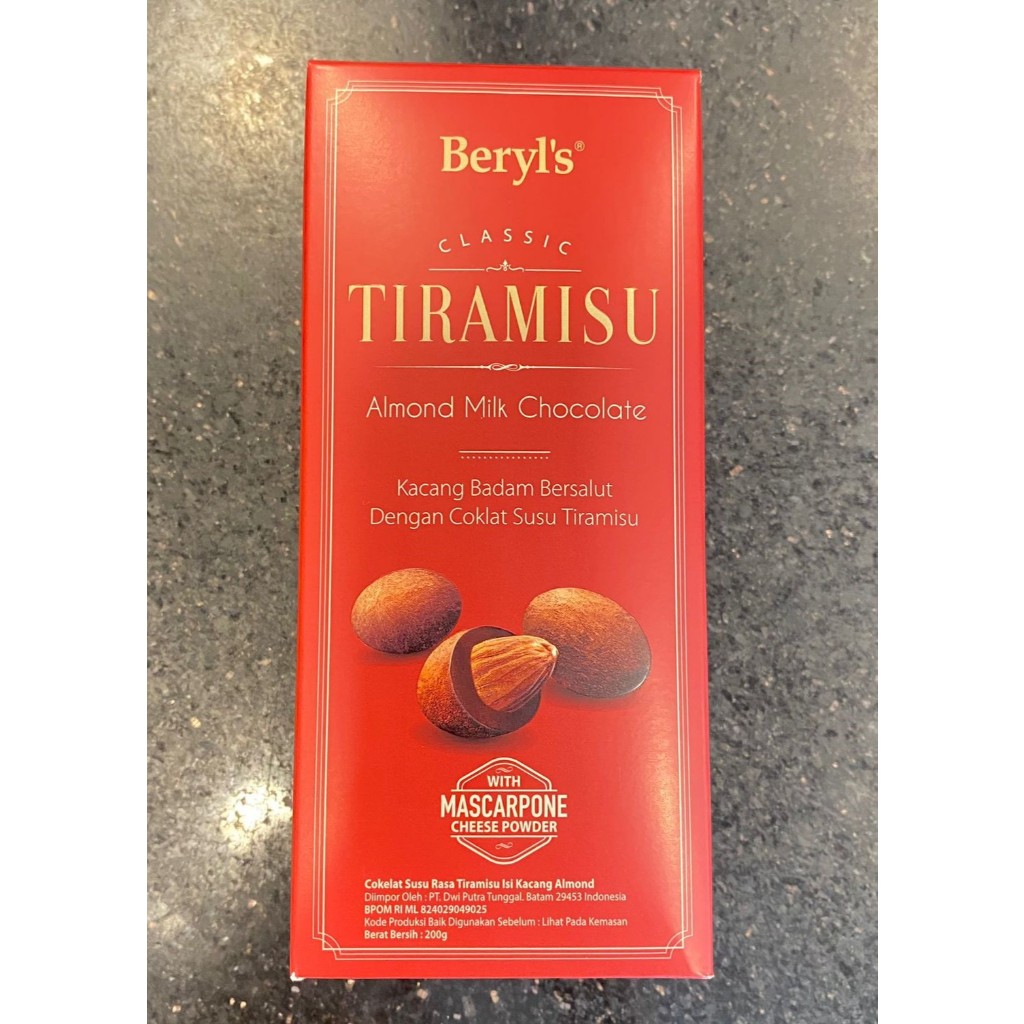 Beryl's®
CLASSIC
TIRAMISU
Almond Milk Chocolate
Kacang Badam Bersalut
Dengan Coklat Susu Tiramisu
WITH
MASCARPONE
CHEESE POWDER
Cokelat Susu Rasa Tiramisu Isi Kacang Almond
Diimpor Oleh : PT. Dwi Putra Tunggal. Batam 29453 Indonesia
BPOM RI ML 824029049025
Kode Produksi Baik Digunakan Sebelum : Lihat Pada Kemasan
Berat Bersih : 200g